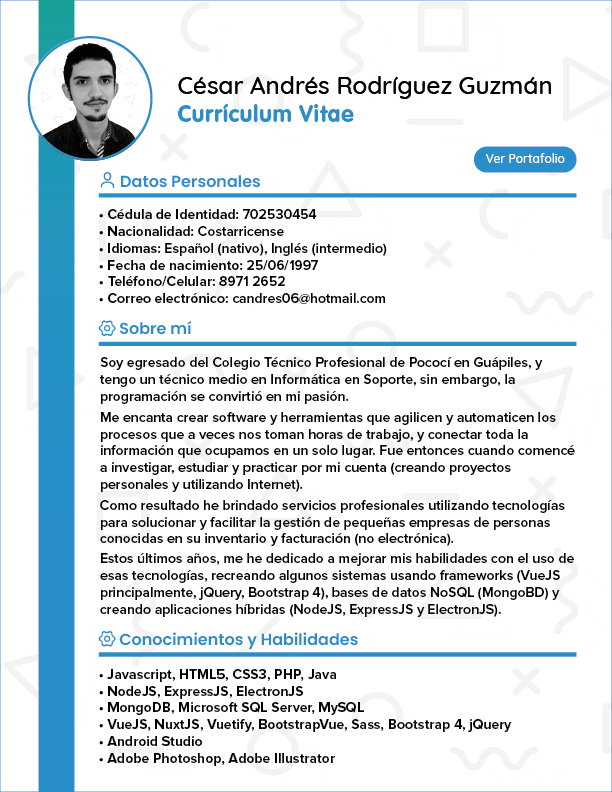 César Andrés Rodríguez Guzmán
Currículum Vitae
Ver Portafolio
Datos Personales
• Cédula de Identidad: 702530454
• Nacionalidad: Costarricense
• Idiomas: Español (nativo), Inglés (intermedio)
• Fecha de nacimiento: 25/06/1997
• Teléfono/Celular: 8971 2652
• Correo electrónico: candres06@hotmail.com
Sobre mí
Soy egresado del Colegio Técnico Profesional de Pococí en Guápiles, y
tengo un técnico medio en Informática en Soporte, sin embargo, la
programación se convirtió en mi pasión.
Me encanta crear software y herramientas que agilicen y automaticen los
procesos que a veces nos toman horas de trabajo, y conectar toda la
información que ocupamos en un solo lugar. Fue entonces cuando comencé
a investigar, estudiar y practicar por mi cuenta (creando proyectos
personales y utilizando Internet).
Como resultado he brindado servicios profesionales utilizando tecnologías
para solucionar y facilitar la gestión de pequeñas empresas de personas
conocidas en su inventario y facturación (no electrónica).
Estos últimos años, me he dedicado a mejorar mis habilidades con el uso de
esas tecnologías, recreando algunos sistemas usando frameworks (VueJS
principalmente, jQuery, Bootstrap 4), bases de datos NoSQL (MongoBD) y
creando aplicaciones híbridas (NodeJS, ExpressJS y ElectronJS).
Conocimientos y Habilidades
• Javascript, HTML5, CSS3, PHP, Java
• NodeJS, ExpressJS, ElectronJS
• MongoDB, Microsoft SQL Server, MySQL
• VueJS, NuxtJS, Vuetify, BootstrapVue, Sass, Bootstrap 4, jQuery
• Android Studio
• Adobe Photoshop, Adobe Illustrator